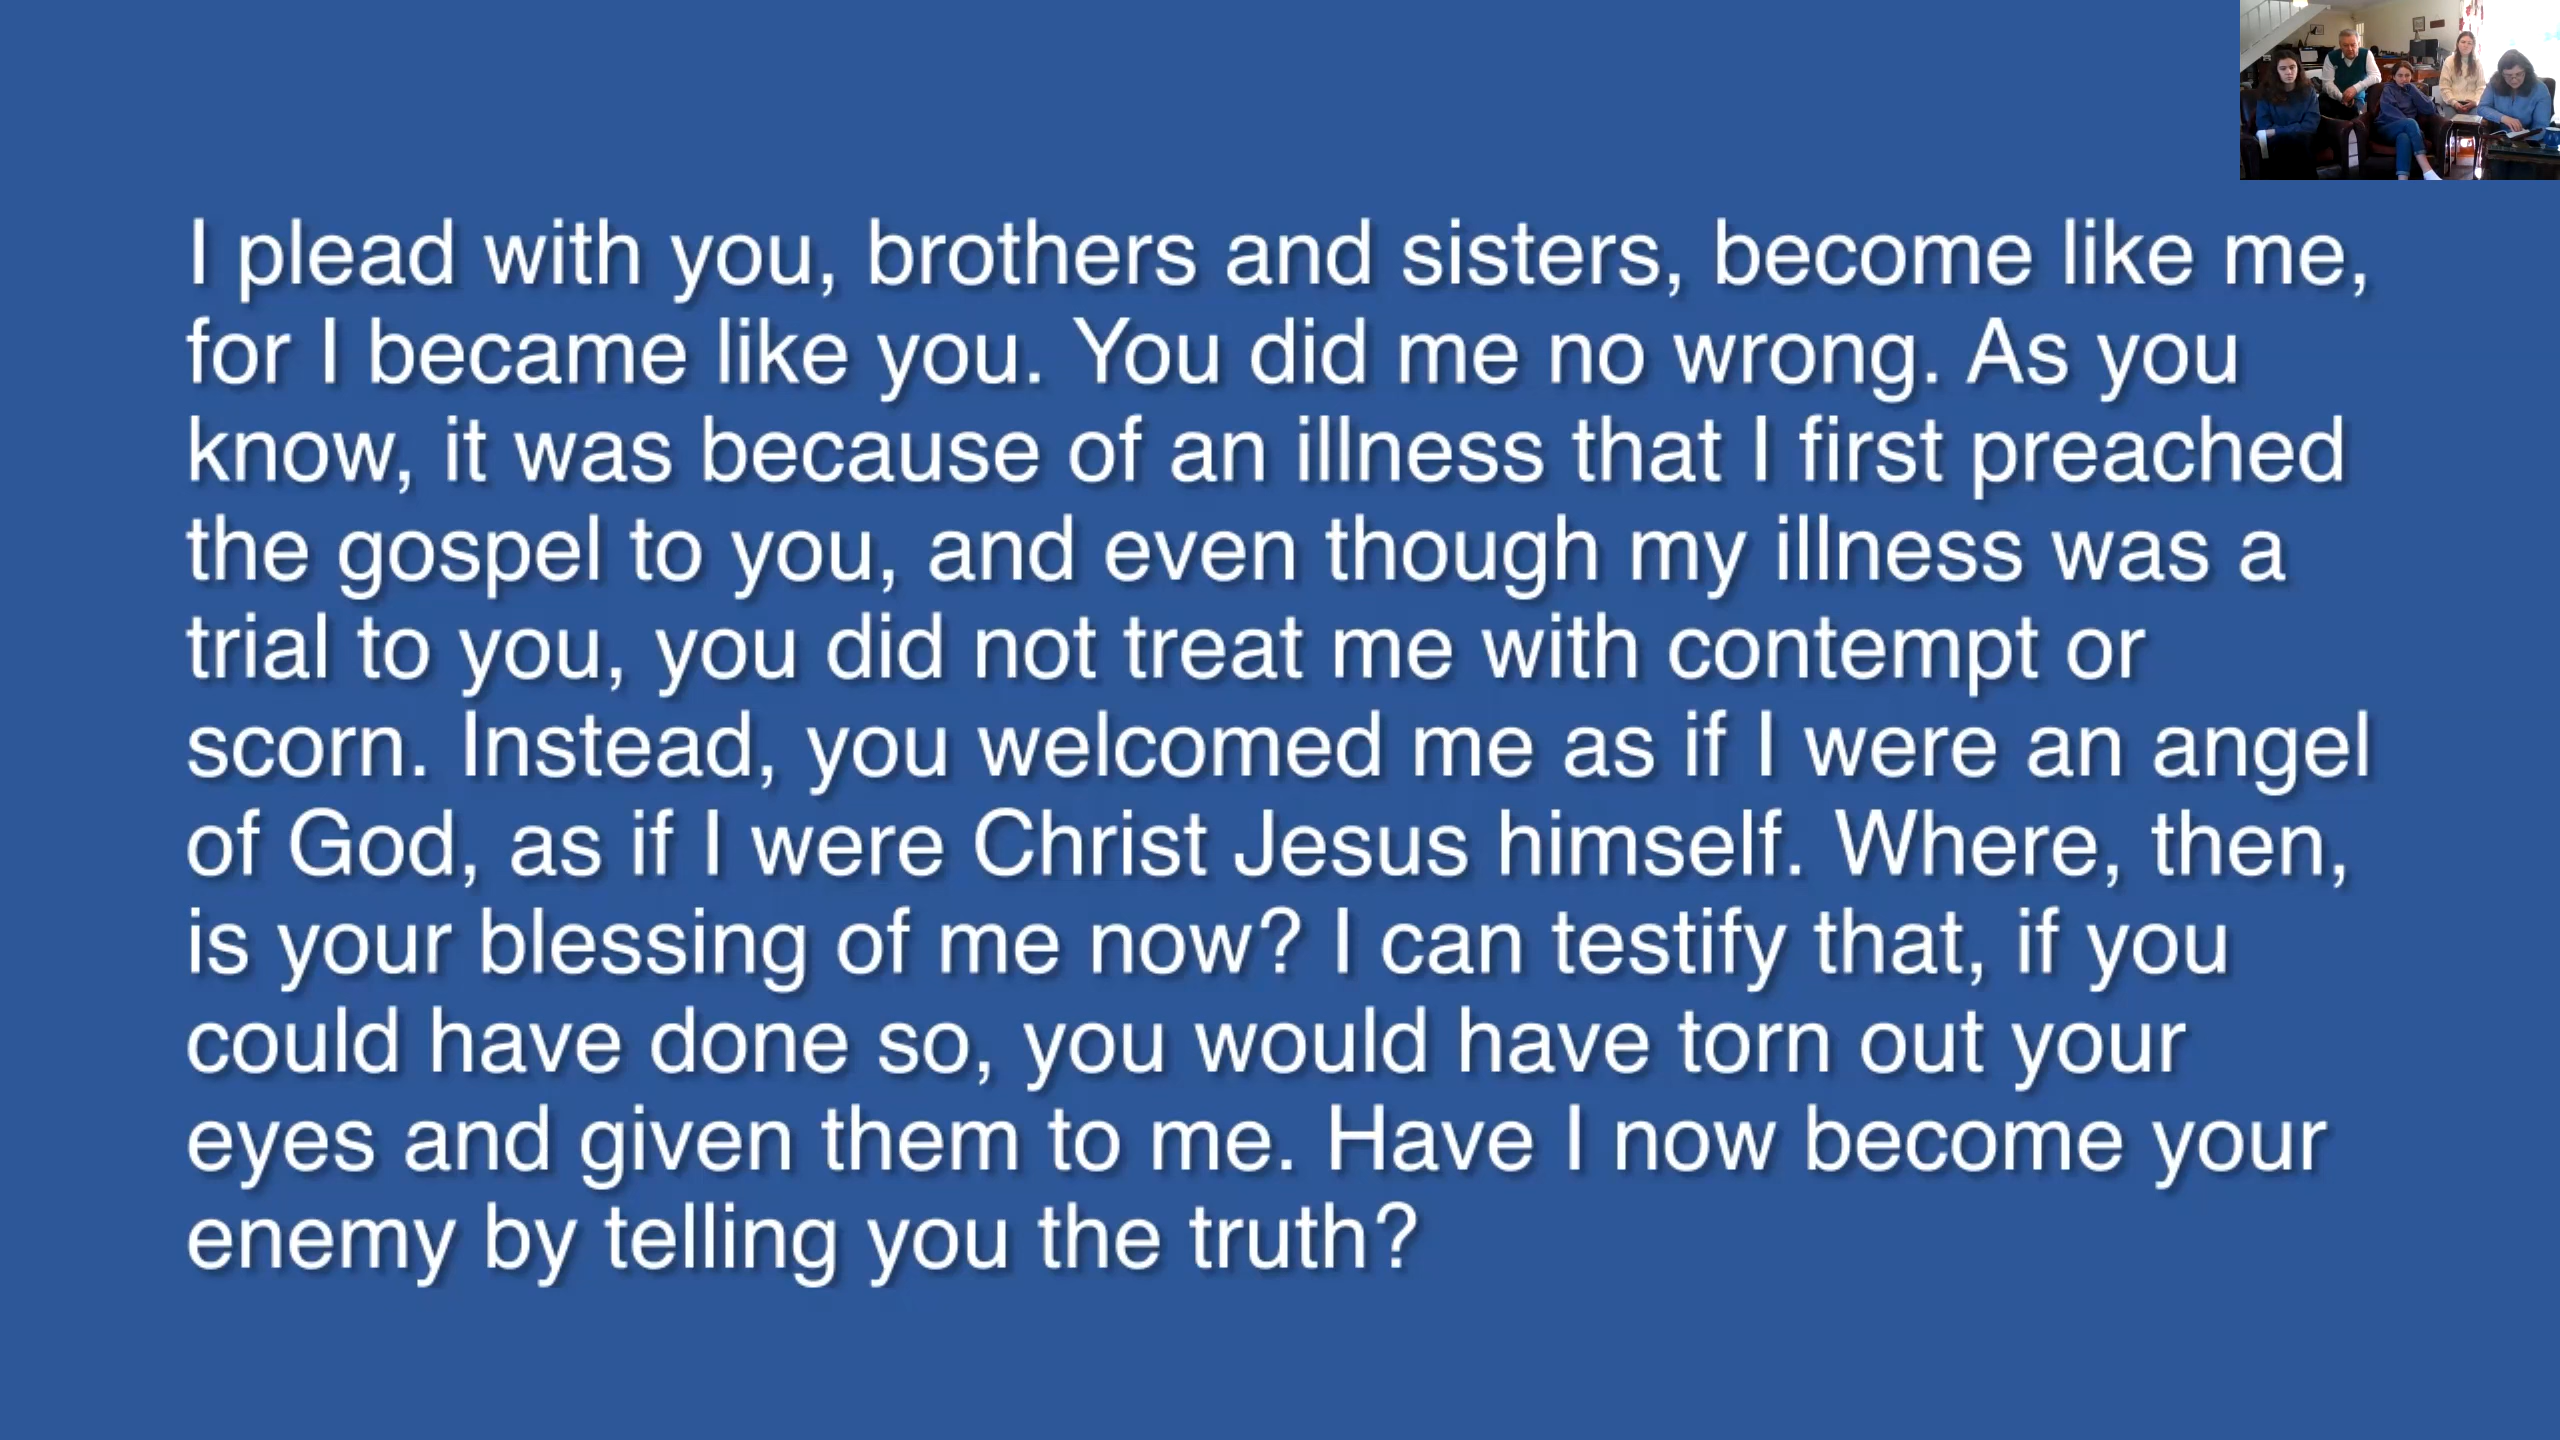 I plead with you, brothers and sisters, become like me,
for I became like you. You did me no wrong. As you
know, it was because of an illness that I first preached
the gospel to you, and even though my illness was a
trial to you, you did not treat me with contempt or
scorn. Instead, you welcomed me as if I were an angel
of God, as if I were Christ Jesus himself. Where, then,
is your blessing of me now? I can testify that, if you
could have done so, you would have torn out your
eyes and given them to me. Have I now become your
enemy by telling you the truth?